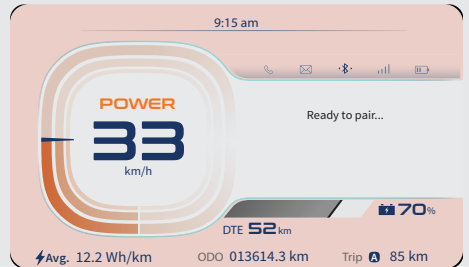 9:15 am
POWER
33
km/h
Ready to pair...
70%
DTE 52 km
Avg. 12.2 Wh/km
ODO 013614.3 km
Trip A 85 km